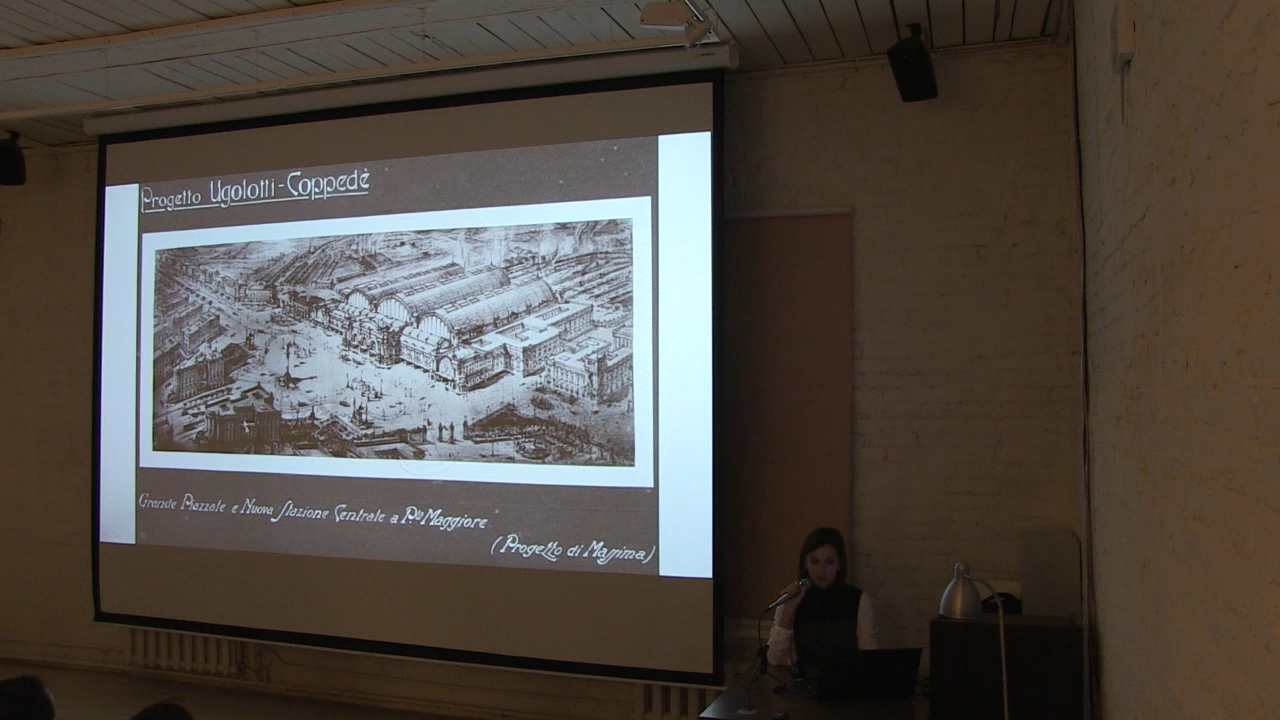 Progetto Ugolotti-Coppedè
Grande Piazzale e Nuova Stazione Centrale a P.ta Maggiore
(Progetto di Massima)